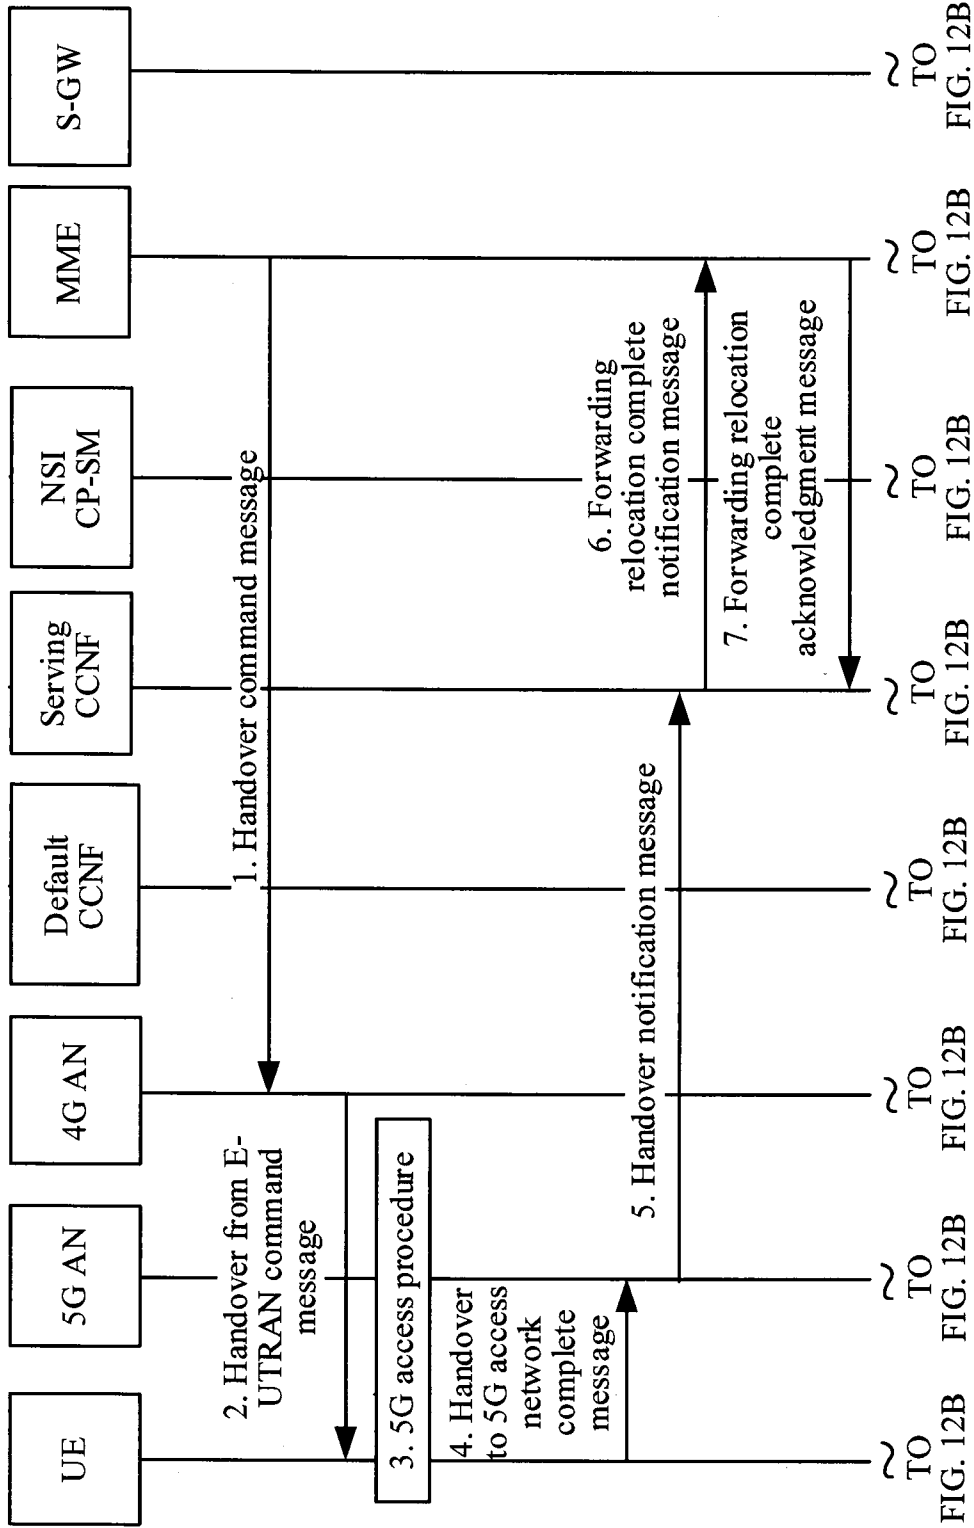 UE
5G AN
4G AN
Default
CCNF
Serving
CCNF
NSI
CP-SM
MME
S-GW
1. Handover command message
2. Handover from E-
UTRAN command
message
3. 5G access procedure
4. Handover
to 5G access
network
complete
message
5. Handover notification message
6. Forwarding
relocation complete
notification message
7. Forwarding relocation
complete
acknowledgment message
TO
FIG. 12B
TO
FIG. 12B
TO
FIG. 12B
TO
FIG. 12B
TO
FIG. 12B
TO
FIG. 12B
TO
FIG. 12B
TO
FIG. 12B